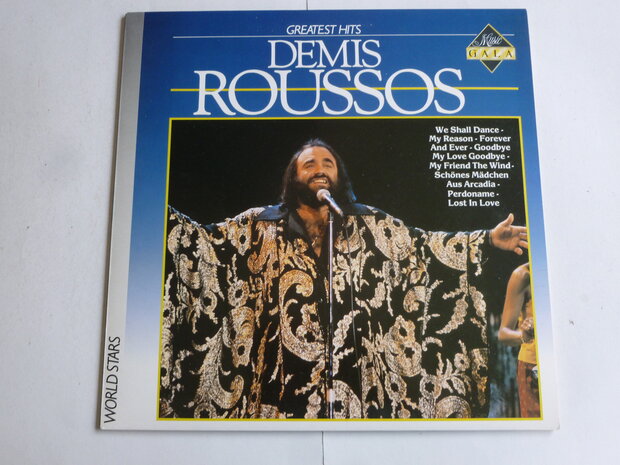 GREATEST HITS
DEMIS
ROUSSOS
Music
GALA
We Shall Dance -
My Reason - Forever
And Ever - Goodbye
My Love Goodbye -
My Friend The Wind -
Schönes Mädchen
Aus Arcadia -
Perdoname -
Lost In Love
WORLD STARS